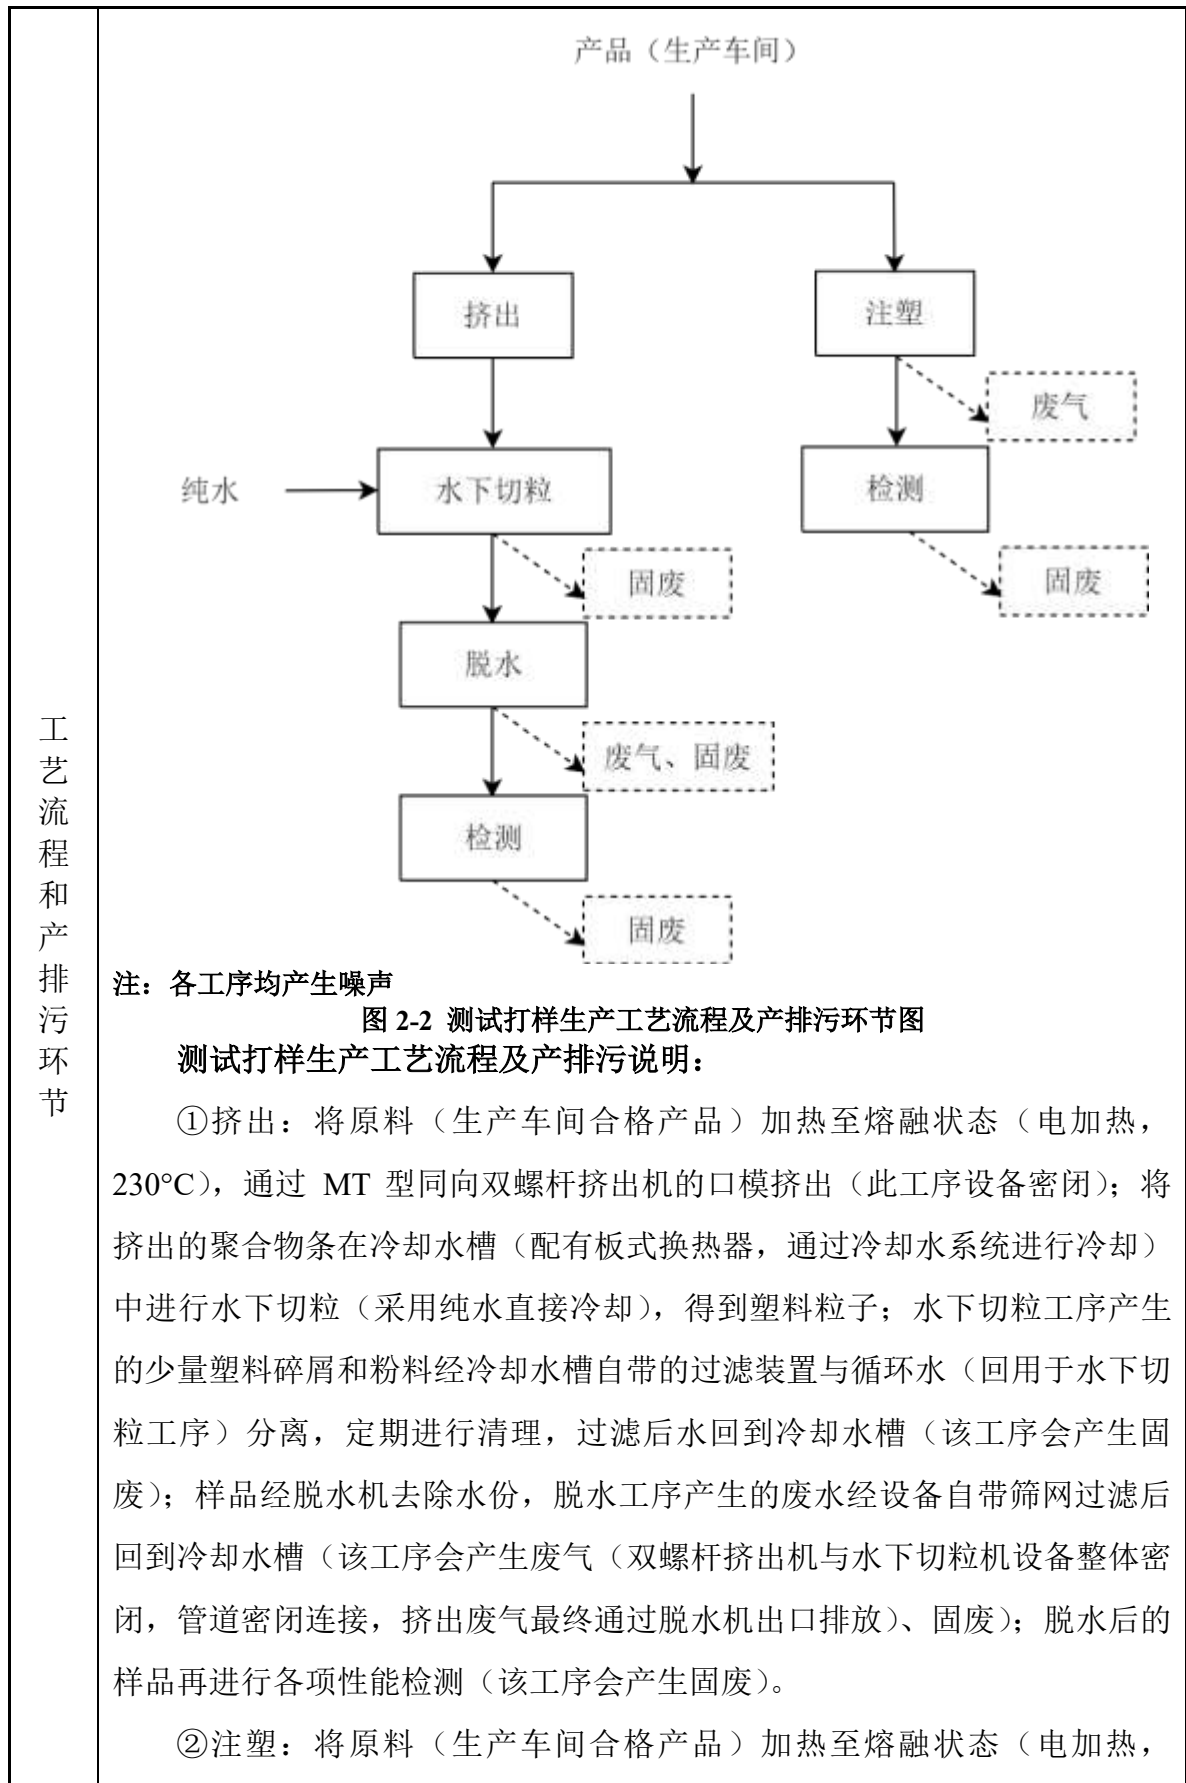 产品（生产车间）
挤出
注塑
废气
纯水
水下切粒
检测
固废
固废
脱水
废气、固废
检测
固废
工艺流程和产排污环节
注：各工序均产生噪声
图 2-2 测试打样生产工艺流程及产排污环节图
测试打样生产工艺流程及产排污说明：
①挤出：将原料（生产车间合格产品）加热至熔融状态（电加热，
230°C），通过 MT 型同向双螺杆挤出机的口模挤出（此工序设备密闭）；将
挤出的聚合物条在冷却水槽（配有板式换热器，通过冷却水系统进行冷却）
中进行水下切粒（采用纯水直接冷却），得到塑料粒子；水下切粒工序产生
的少量塑料碎屑和粉料经冷却水槽自带的过滤装置与循环水（回用于水下切
粒工序）分离，定期进行清理，过滤后水回到冷却水槽（该工序会产生固
废）；样品经脱水机去除水份，脱水工序产生的废水经设备自带筛网过滤后
回到冷却水槽（该工序会产生废气（双螺杆挤出机与水下切粒机设备整体密
闭，管道密闭连接，挤出废气最终通过脱水机出口排放）、固废）；脱水后的
样品再进行各项性能检测（该工序会产生固废）。
②注塑：将原料（生产车间合格产品）加热至熔融状态（电加热，